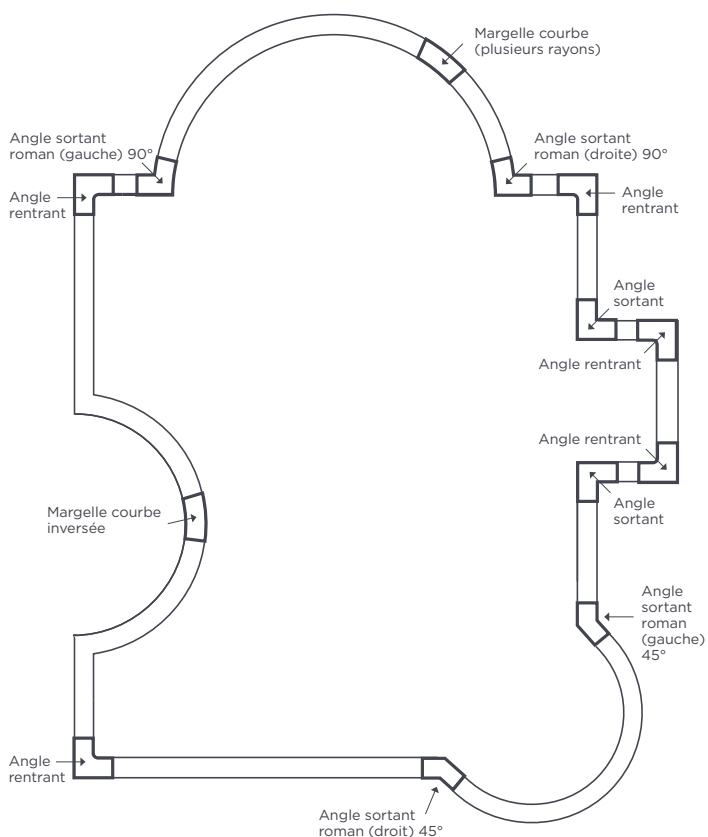 Margelle courbe
(plusieurs rayons)
Angle sortant
roman (gauche) 90°
Angle sortant
roman (droite) 90°
Angle
rentrant
Angle
rentrant
Angle
sortant
Angle rentrant
Angle rentrant
Angle
sortant
Margelle courbe
inversée
Angle
sortant
roman
(gauche)
45°
Angle
rentrant
Angle sortant
roman (droit) 45°